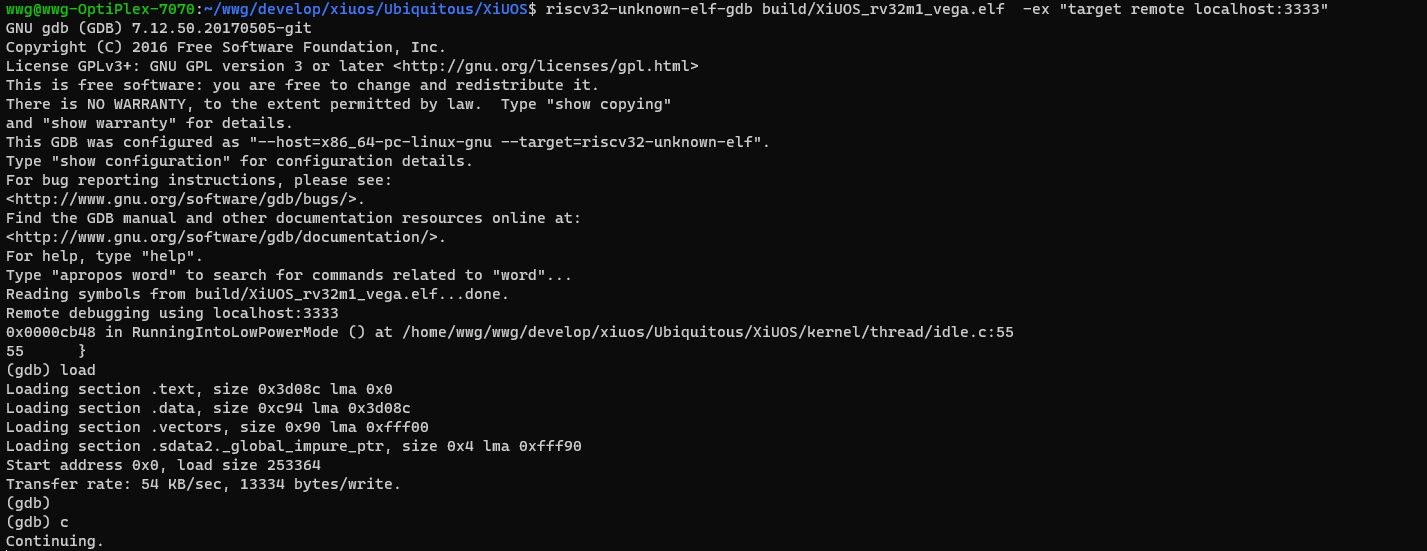 wwg@wwg-OptiPlex-7070:~/wwg/develop/xiuos/Ubiquitous/XiUOS$ riscv32-unknown-elf-gdb build/XiUOS_rv32m1_vega.elf  -ex "target remote localhost:3333"
GNU gdb (GDB) 7.12.50.20170505-git
Copyright (C) 2016 Free Software Foundation, Inc.
License GPLv3+: GNU GPL version 3 or later <http://gnu.org/licenses/gpl.html>
This is free software: you are free to change and redistribute it.
There is NO WARRANTY, to the extent permitted by law.  Type "show copying"
and "show warranty" for details.
This GDB was configured as "--host=x86_64-pc-linux-gnu --target=riscv32-unknown-elf".
Type "show configuration" for configuration details.
For bug reporting instructions, please see:
<http://www.gnu.org/software/gdb/bugs/>.
Find the GDB manual and other documentation resources online at:
<http://www.gnu.org/software/gdb/documentation/>.
For help, type "help".
Type "apropos word" to search for commands related to "word"...
Reading symbols from build/XiUOS_rv32m1_vega.elf...done.
Remote debugging using localhost:3333
0x0000cb48 in RunningIntoLowPowerMode () at /home/wwg/wwg/develop/xiuos/Ubiquitous/XiUOS/kernel/thread/idle.c:55
55      }
(gdb) load
Loading section .text, size 0x3d08c lma 0x0
Loading section .data, size 0xc94 lma 0x3d08c
Loading section .vectors, size 0x90 lma 0xfff00
Loading section .sdata2._global_impure_ptr, size 0x4 lma 0xfff90
Start address 0x0, load size 253364
Transfer rate: 54 KB/sec, 13334 bytes/write.
(gdb)
(gdb) c
Continuing.